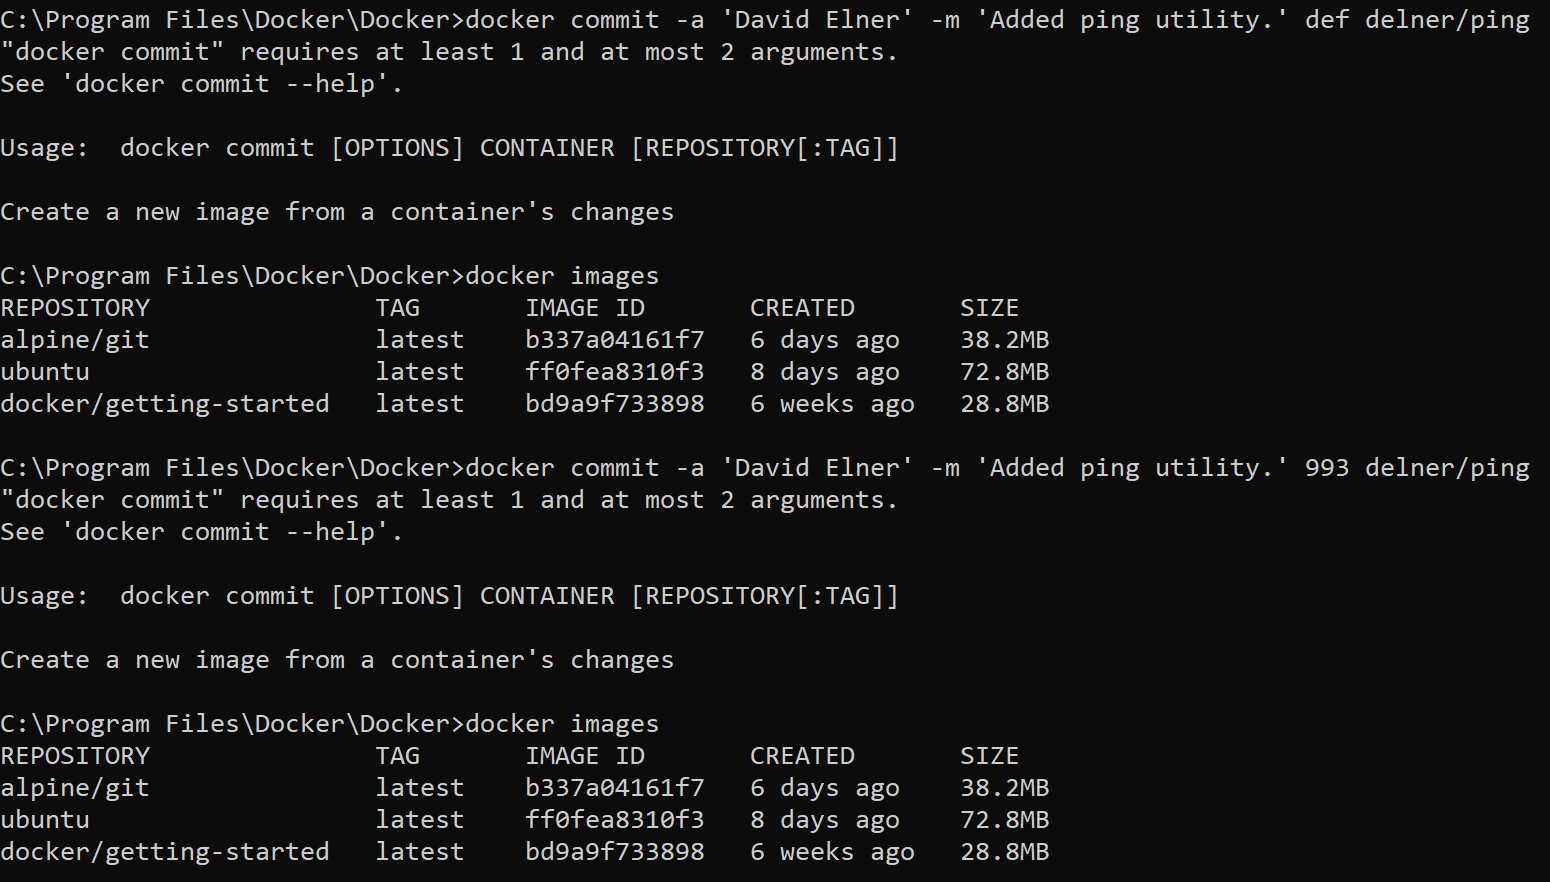 C:\Program Files\Docker\Docker>docker commit -a 'David Elner' -m 'Added ping utility.' def delner/ping
"docker commit" requires at least 1 and at most 2 arguments.
See 'docker commit --help'.
Usage:  docker commit [OPTIONS] CONTAINER [REPOSITORY[:TAG]]
Create a new image from a container's changes
C:\Program Files\Docker\Docker>docker images
REPOSITORY               TAG       IMAGE ID       CREATED       SIZE
alpine/git               latest    b337a04161f7   6 days ago    38.2MB
ubuntu                   latest    ff0fea8310f3   8 days ago    72.8MB
docker/getting-started   latest    bd9a9f733898   6 weeks ago   28.8MB
C:\Program Files\Docker\Docker>docker commit -a 'David Elner' -m 'Added ping utility.' 993 delner/ping
"docker commit" requires at least 1 and at most 2 arguments.
See 'docker commit --help'.
Usage:  docker commit [OPTIONS] CONTAINER [REPOSITORY[:TAG]]
Create a new image from a container's changes
C:\Program Files\Docker\Docker>docker images
REPOSITORY               TAG       IMAGE ID       CREATED       SIZE
alpine/git               latest    b337a04161f7   6 days ago    38.2MB
ubuntu                   latest    ff0fea8310f3   8 days ago    72.8MB
docker/getting-started   latest    bd9a9f733898   6 weeks ago   28.8MB